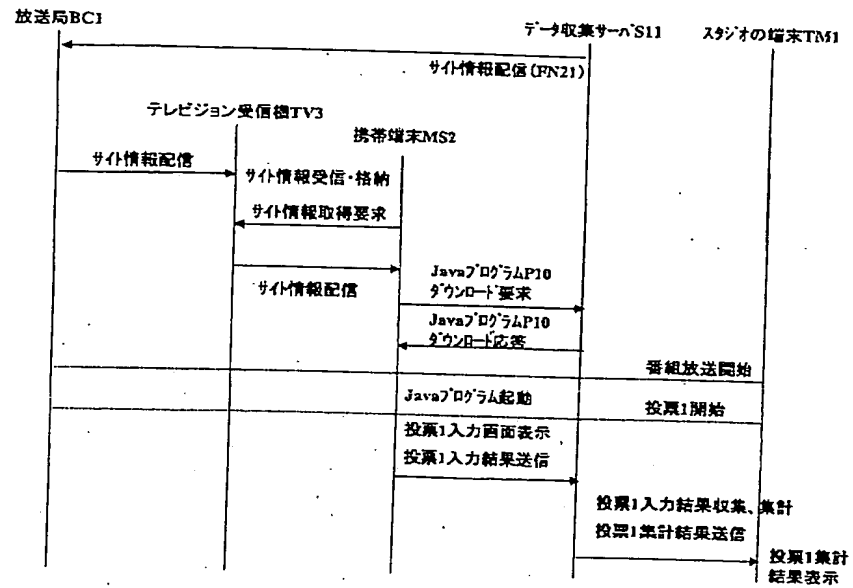 放送局BC1
データ収集サーバS11
スタジオの端末TM1
サイト情報配信(FN21)
テレビジョン受信機TV3
携帯端末MS2
サイト情報配信
サイト情報受信・格納
サイト情報取得要求
サイト情報配信
JavaプログラムP10
ダウンロード要求
JavaプログラムP10
ダウンロード応答
番組放送開始
Javaプログラム起動
投票1開始
投票1入力画面表示
投票1入力結果送信
投票1入力結果収集、集計
投票1集計結果送信
投票1集計
結果表示